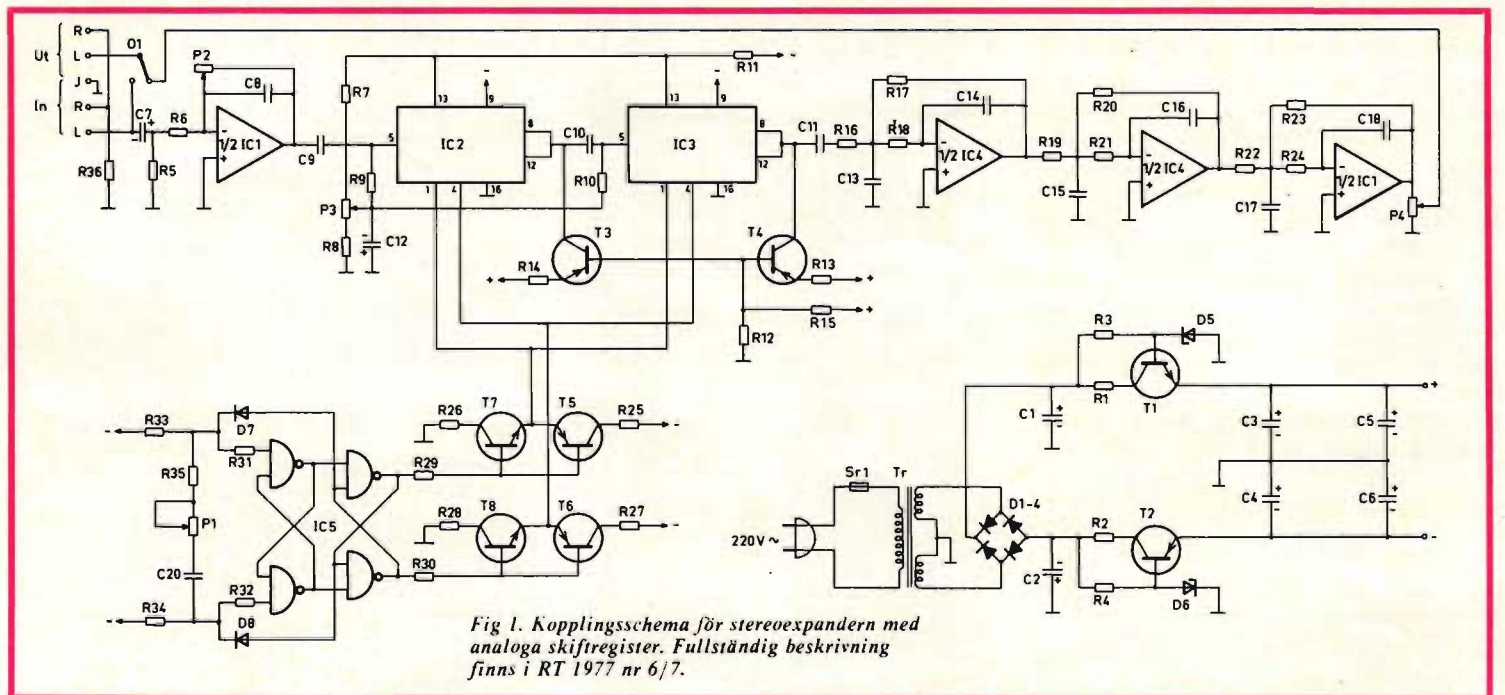 Ut
R
L
J
In
R
L
O1
P2
C8
C7
+
-
R6
-
1/2 IC1
+
R36
R5
C9
R7
R9
P3
R8
C12
-
+
5
13
9
-
IC2
8
12
1
4
16
C10
R10
R11
-
5
13
9
-
IC3
8
12
1
4
16
C11
R16
R17
R18
C14
C13
-
1/2 IC4
+
R19
R20
R21
C16
C15
-
1/2 IC4
+
R22
R23
R24
C18
C17
-
1/2 IC1
+
P4
T3
R14
+
T4
R13
+
R15
+
R12
R33
-
D7
R31
R35
P1
IC5
C20
R32
R34
-
D8
R29
R30
R26
T7
T5
R25
-
R28
T8
T6
R27
-
220V~
Sr1
Tr
D1-4
C1
+
-
C2
-
+
R3
R1
T1
D5
R2
R4
T2
D6
C3
+
-
C4
+
-
C5
+
-
C6
+
-
+
-
Fig 1. Kopplingsschema för stereoexpandern med
analoga skiftregister. Fullständig beskrivning
finns i RT 1977 nr 6/7.